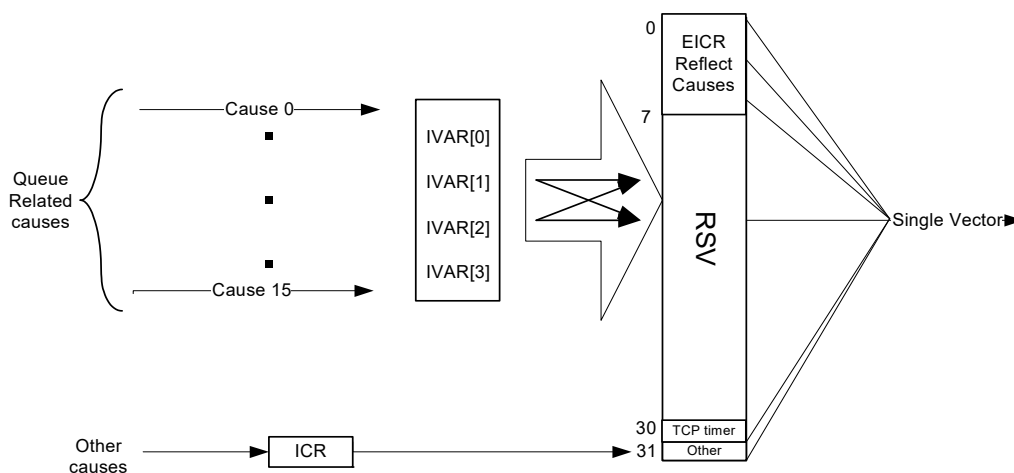 0
EICR
Reflect
Causes
7
Cause 0
Queue
Related
causes
IVAR[0]
IVAR[1]
IVAR[2]
IVAR[3]
RSV
Single Vector
Cause 15
30
TCP timer
31
Other
Other
causes
ICR